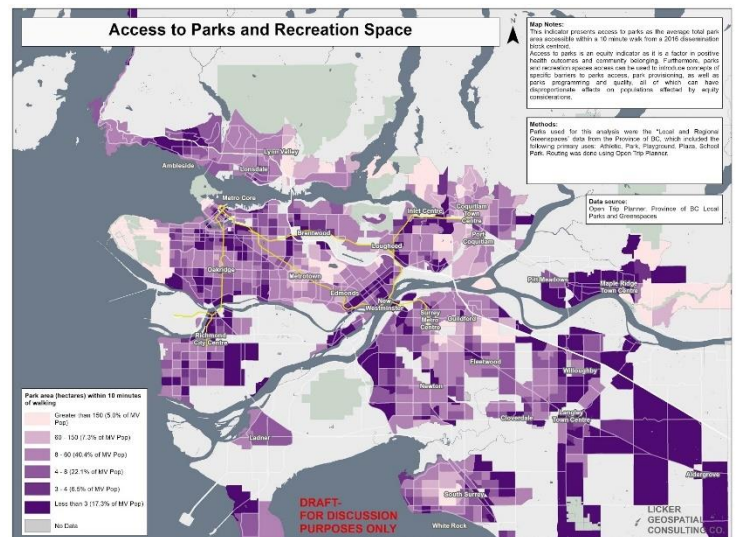 Access to Parks and Recreation Space
N
Map Notes:
This indicator presents access to parks as the average total park
area accessible within a 10 minute walk from a 2016 dissemination
block centroid.
Access to parks is an equity indicator as it is a factor in positive
health outcomes and community belonging. Furthermore, parks
and recreation spaces access can be used to introduce concepts of
specific barriers to parks access, park provisioning, as well as
parks programming and quality, all of which can have
disproportionate effects on populations affected by equity
considerations.
Methods:
Parks used for this analysis were the "Local and Regional
Greenspaces" data from the Province of BC, which included the
following primary uses: Athletic, Park, Playground, Plaza, School
Park. Routing was done using Open Trip Planner.
Data source:
Open Trip Planner; Province of BC Local
Parks and Greenspaces
Lynn Valley
Ambleside
Lonsdale
Metro Core
Inlet Centre
Coquitlam
Town
Centre
Brentwood
Port
Coquitlam
Lougheed
Oakridge
Metrotown
Edmonds
New
Westminster
Pitt Meadows
Maple Ridge
Town Centre
Surrey
Metro
Centre
Guildford
Richmond
City Centre
Fleetwood
Willoughby
Newton
Cloverdale
Langley
Town Centre
Ladner
South Surrey
White Rock
Aldergrove
Park area (hectares) within 10 minutes
of walking
Greater than 150 (5.9% of MV
Pop)
60 - 150 (7.3% of MV Pop)
8 - 60 (40.4% of MV Pop)
4 - 8 (22.1% of MV Pop)
3 - 4 (6.5% of MV Pop)
Less than 3 (17.3% of MV Pop)
No Data
DRAFT-
FOR DISCUSSION
PURPOSES ONLY
LICKER
GEOSPATIAL
CONSULTING CO.